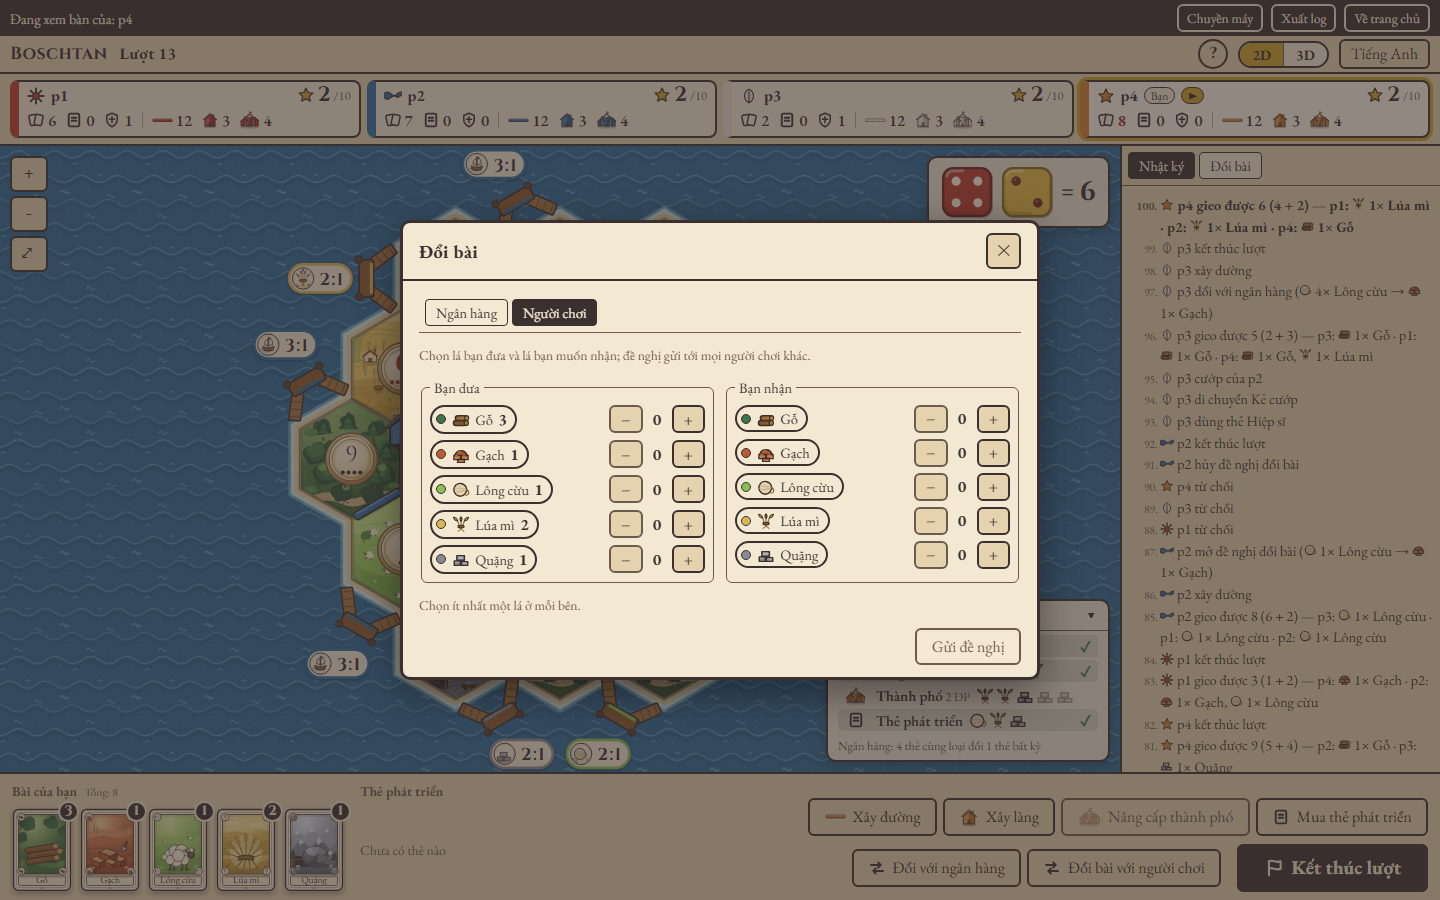 Đang xem bàn của: p4
Chuyền máy
Xuất log
Về trang chủ
BOSCHTAN Lượt 13
?
2D
3D
Tiếng Anh
p1
2 /10
6 0 0 12 3 4
p2
2 /10
7 0 0 12 3 4
p3
2 /10
2 0 1 12 3 4
p4 Bạn
2 /10
8 0 0 12 3 4
+
-
3:1
2:1
3:1
9
3:1
2:1
2:1
= 6
Đổi bài
Ngân hàng
Người chơi
Chọn lá bạn đưa và lá bạn muốn nhận; đề nghị gửi tới mọi người chơi khác.
Bạn đưa
Gỗ 3 − 0 +
Gạch 1 − 0 +
Lông cừu 1 − 0 +
Lúa mì 2 − 0 +
Quặng 1 − 0 +
Bạn nhận
Gỗ − 0 +
Gạch − 0 +
Lông cừu − 0 +
Lúa mì − 0 +
Quặng − 0 +
Chọn ít nhất một lá ở mỗi bên.
Gửi đề nghị
Thành phố 2 ĐP
Thẻ phát triển
Ngân hàng: 4 thẻ cùng loại đổi 1 thẻ bất kỳ
Nhật ký
Đổi bài
100. p4 gieo được 6 (4 + 2) — p1: 1× Lúa mì
· p2: 1× Lúa mì · p4: 1× Gỗ
99. p3 kết thúc lượt
98. p3 xây đường
97. p3 đổi với ngân hàng (4× Lông cừu →
1× Gạch)
96. p3 gieo được 5 (2 + 3) — p3: 1× Gỗ · p1:
1× Gỗ · p4: 1× Gỗ, 1× Lúa mì
95. p3 cướp của p2
94. p3 di chuyển Kẻ cướp
93. p3 dùng thẻ Hiệp sĩ
92. p2 kết thúc lượt
91. p2 hủy đề nghị đổi bài
90. p4 từ chối
89. p3 từ chối
88. p1 từ chối
87. p2 mở đề nghị đổi bài (1× Lông cừu →
1× Gạch)
86. p2 xây đường
85. p2 gieo được 8 (6 + 2) — p3: 1× Lông cừu ·
p1: 1× Lông cừu · p2: 1× Lông cừu
84. p1 kết thúc lượt
83. p1 gieo được 3 (1 + 2) — p4: 1× Gạch · p2:
1× Gạch, 1× Lông cừu
82. p4 kết thúc lượt
81. p4 gieo được 9 (5 + 4) — p2: 1× Gỗ · p3:
1× Quặng
Bài của bạn Tổng: 8
3 1 1 2 1
Gỗ Gạch Lông cừu Lúa mì Quặng
Thẻ phát triển
Chưa có thẻ nào
Xây đường
Xây làng
Nâng cấp thành phố
Mua thẻ phát triển
Đổi với ngân hàng
Đổi bài với người chơi
Kết thúc lượt